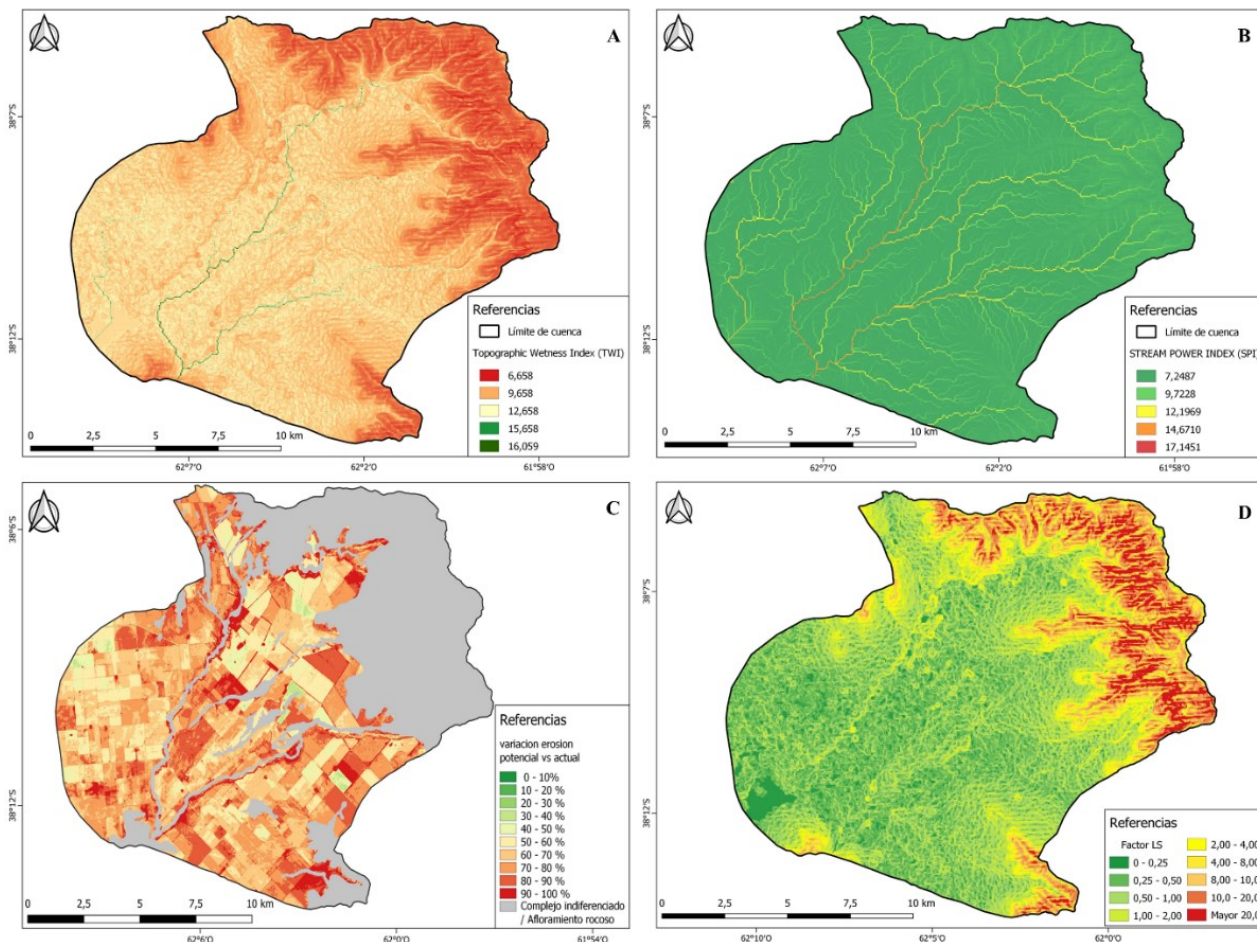 A
38°7'S
38°12'S
Referencias
Límite de cuenca
Topographic Wetness Index (TWI)
6,658
9,658
12,658
15,658
16,059
0 2,5 5 7,5 10 km
62°7'O 62°2'O 61°58'O
B
38°7'S
38°12'S
Referencias
Límite de cuenca
STREAM POWER INDEX (SPI)
7,2487
9,7228
12,1969
14,6710
17,1451
0 2,5 5 7,5 10 km
62°7'O 62°2'O 61°58'O
C
38°6'S
38°12'S
Referencias
variacion erosion
potencial vs actual
0 - 10%
10 - 20 %
20 - 30 %
30 - 40 %
40 - 50 %
50 - 60 %
60 - 70 %
70 - 80 %
80 - 90 %
90 - 100 %
Complejo indiferenciado
/ Afloramiento rocoso
0 2,5 5 7,5 10 km
62°6'O 62°0'O 61°54'O
D
38°7'S
38°12'S
Referencias
Factor LS
0 - 0,25
0,25 - 0,50
0,50 - 1,00
1,00 - 2,00
2,00 - 4,00
4,00 - 8,00
8,00 - 10,0
10,0 - 20,0
Mayor 20,0
0 2,5 5 7,5 10 km
62°10'O 62°5'O 62°0'O